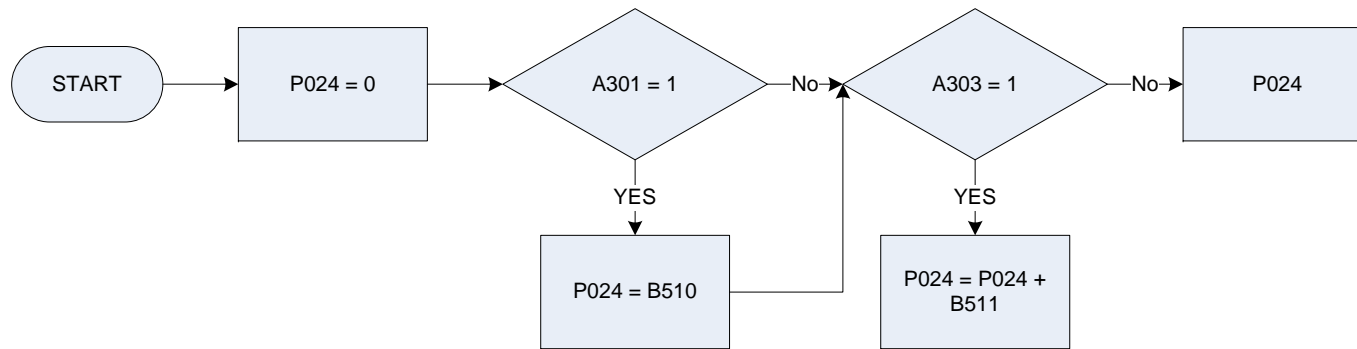 START
P024 = 0
A301 = 1
No
A303 = 1
No
P024
YES
YES
P024 = B510
P024 = P024 +
B511